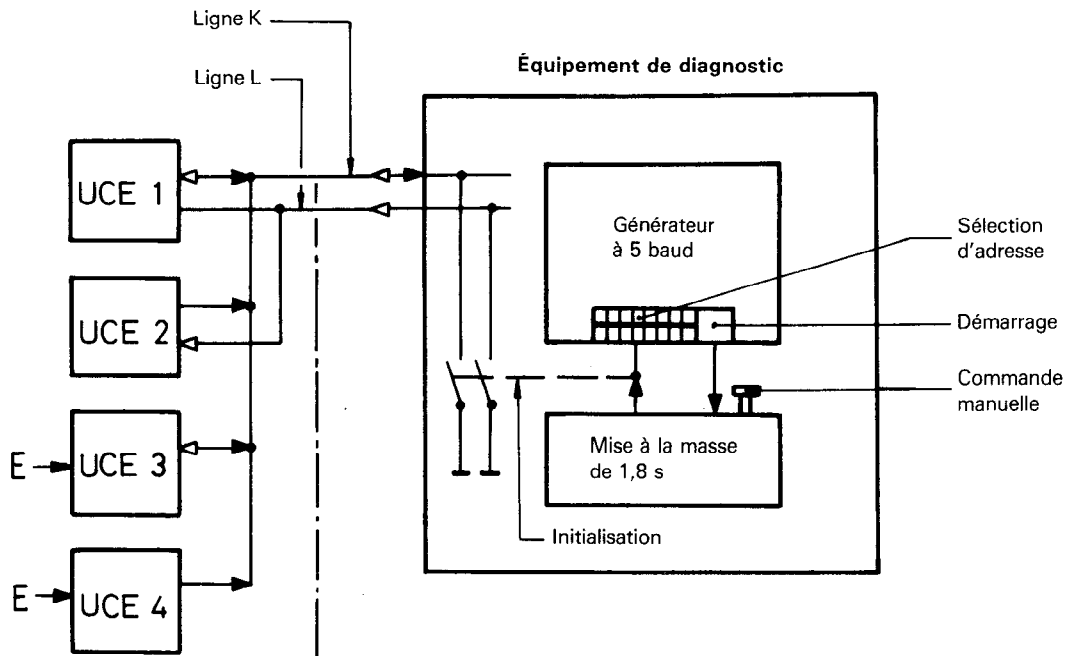 Ligne K
Ligne L
Équipement de diagnostic
UCE 1
UCE 2
E
UCE 3
E
UCE 4
Générateur
à 5 baud
Sélection
d'adresse
Démarrage
Commande
manuelle
Mise à la masse
de 1,8 s
Initialisation